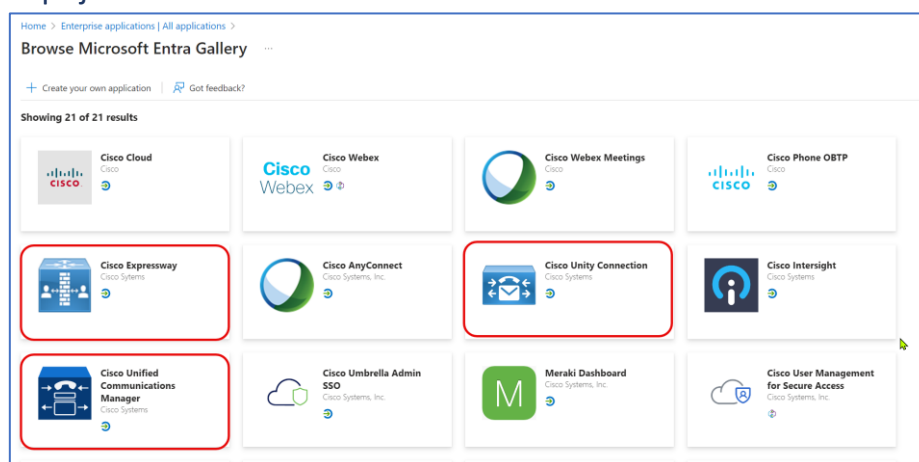 Home > Enterprise applications | All applications >
Browse Microsoft Entra Gallery ...
+ Create your own application | Got feedback?
Showing 21 of 21 results
CISCO
Cisco Cloud
Cisco
Cisco
Webex
Cisco Webex
Cisco
Cisco Webex Meetings
Cisco
CISCO
Cisco Phone OBTP
Cisco
Cisco Expressway
Cisco Sytems
Cisco AnyConnect
Cisco Systems, Inc.
Cisco Unity Connection
Cisco Systems
Cisco Intersight
Cisco Systems
Cisco Unified
Communications
Manager
Cisco Systems
Cisco Umbrella Admin
SSO
Cisco Systems, Inc.
M
Meraki Dashboard
Cisco Systems, Inc.
Cisco User Management
for Secure Access
Cisco Systems, Inc.